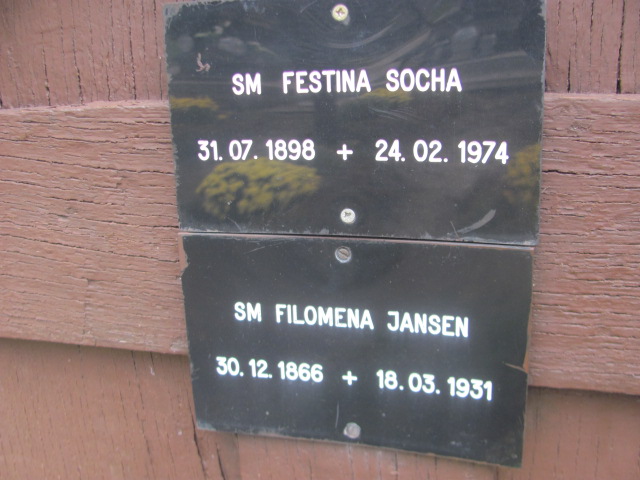 SM FESTINA SOCHA
31.07.1898 + 24.02.1974
SM FILOMENA JANSEN
30.12.1866 + 18.03.1931